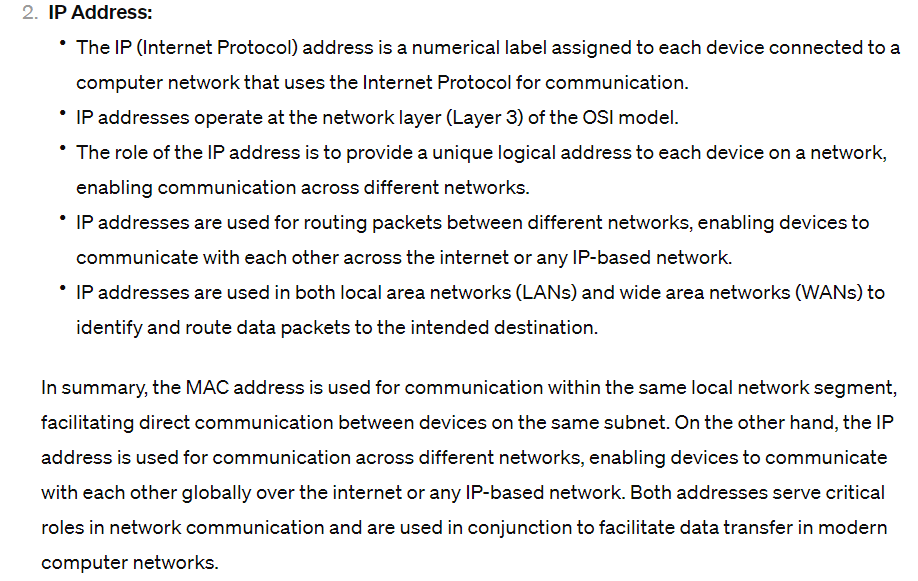 2. IP Address:
• The IP (Internet Protocol) address is a numerical label assigned to each device connected to a
computer network that uses the Internet Protocol for communication.
• IP addresses operate at the network layer (Layer 3) of the OSI model.
• The role of the IP address is to provide a unique logical address to each device on a network,
enabling communication across different networks.
• IP addresses are used for routing packets between different networks, enabling devices to
communicate with each other across the internet or any IP-based network.
• IP addresses are used in both local area networks (LANs) and wide area networks (WANs) to
identify and route data packets to the intended destination.
In summary, the MAC address is used for communication within the same local network segment,
facilitating direct communication between devices on the same subnet. On the other hand, the IP
address is used for communication across different networks, enabling devices to communicate
with each other globally over the internet or any IP-based network. Both addresses serve critical
roles in network communication and are used in conjunction to facilitate data transfer in modern
computer networks.